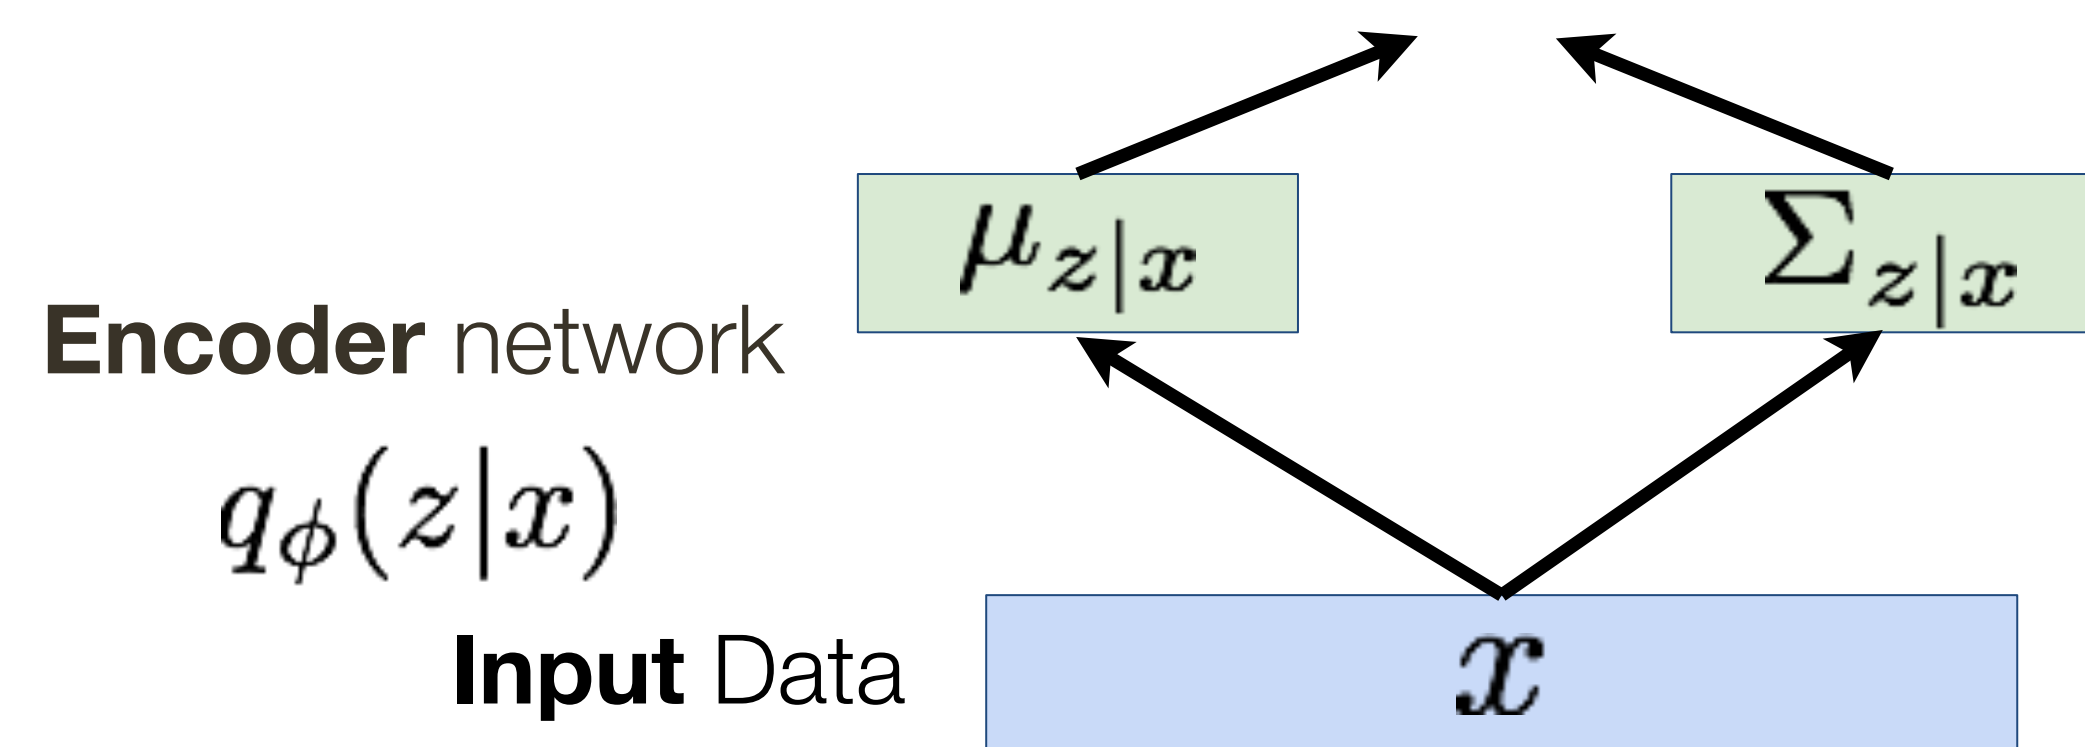 μ_{z|x}
Σ_{z|x}
Encoder network
q_ϕ(z|x)
Input Data
x